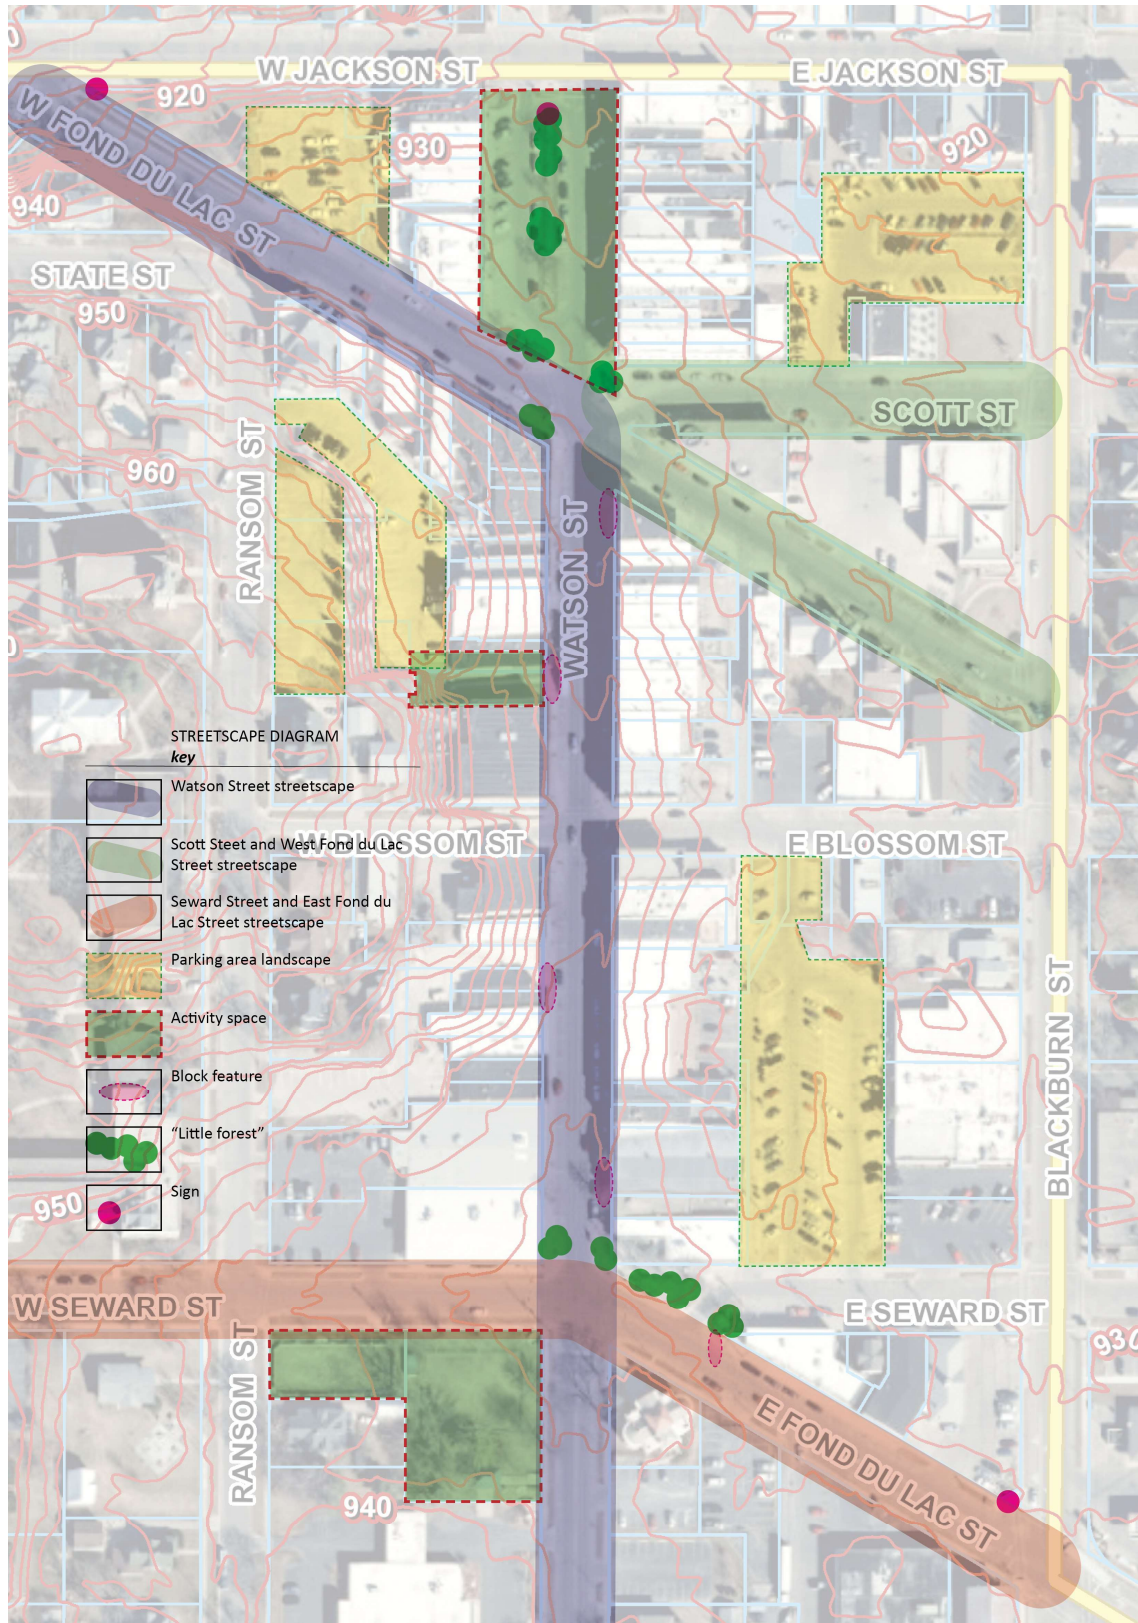 0
W JACKSON ST
E JACKSON ST
920
W FOND DU LAC ST
930
920
940
STATE ST
950
SCOTT ST
RANSOM ST
960
WATSON ST
0
STREETSCAPE DIAGRAM
key
Watson Street streetscape
W BLOSSOM ST
E BLOSSOM ST
Scott Steet and West Fond du Lac
Street streetscape
Seward Street and East Fond du
Lac Street streetscape
Parking area landscape
Activity space
BLACKBURN ST
Block feature
"Little forest"
Sign
950
W SEWARD ST
E SEWARD ST
930
RANSOM ST
E FOND DU LAC ST
940